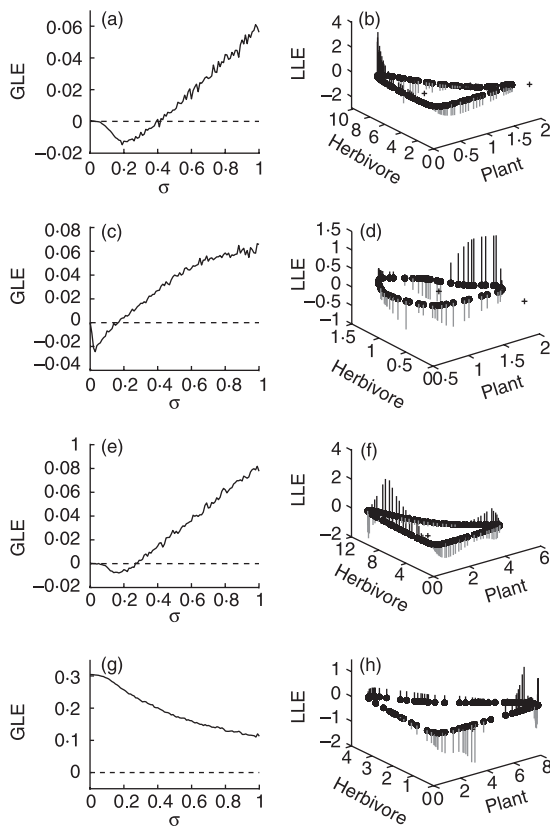 (a)
GLE
0·06
0·04
0·02
0
–0·02
0 0·2 0·4 0·6 0·8 1
σ
(b)
LLE
4
2
0
–2
10 8 6 4 2 0
Herbivore
0 0·5 1 1·5 2
Plant
(c)
GLE
0·08
0·06
0·04
0·02
0
–0·02
–0·04
0 0·2 0·4 0·6 0·8 1
σ
(d)
LLE
1·5
1
0·5
0
–0·5
–1
1·5 1 0·5 0
Herbivore
0·5 1 1·5 2
Plant
(e)
GLE
1
0·08
0·06
0·04
0·02
0
–0·02
0 0·2 0·4 0·6 0·8 1
σ
(f)
LLE
4
2
0
–2
12 8 4 0
Herbivore
0 2 4 6
Plant
(g)
GLE
0·3
0·2
0·1
0
0 0·2 0·4 0·6 0·8 1
σ
(h)
LLE
1
0
–1
–2
4 3 2 1 0
Herbivore
0 2 4 6 8
Plant